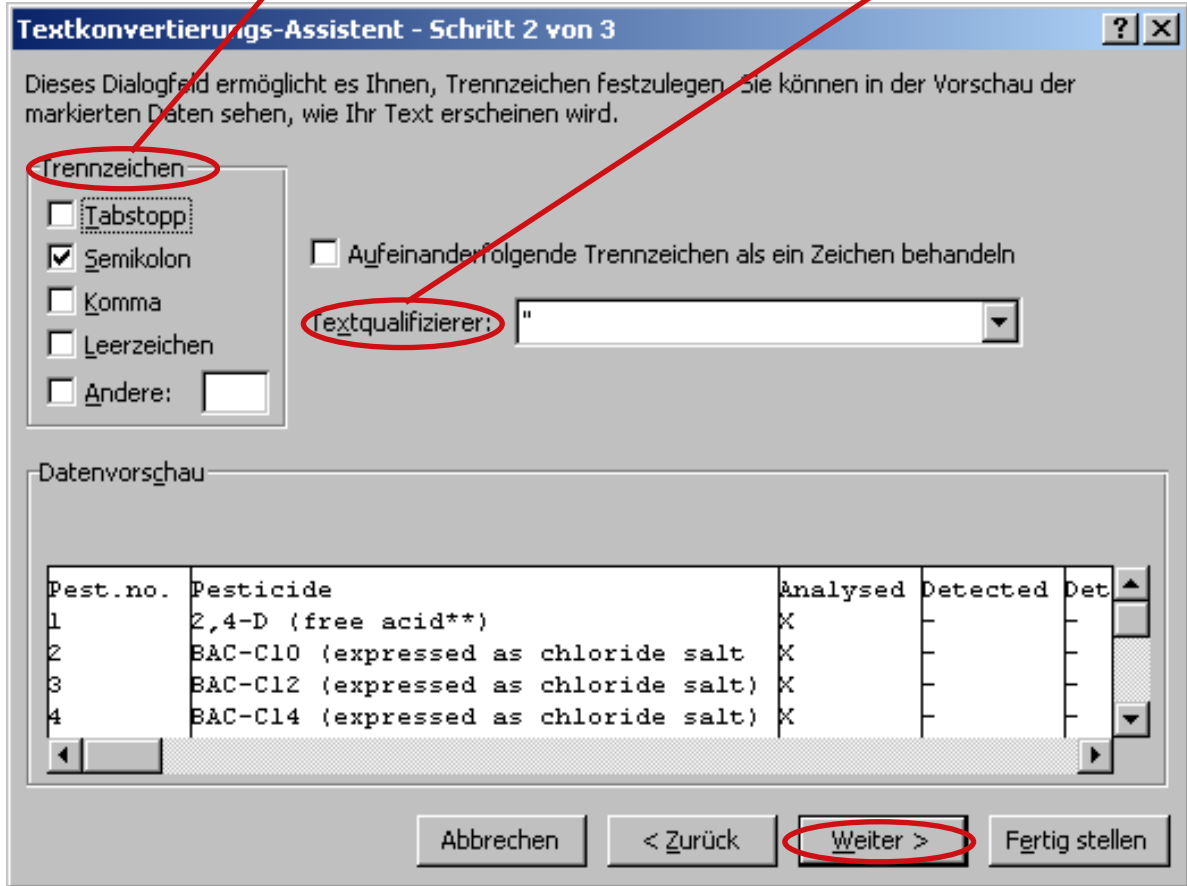 Textkonvertierungs-Assistent - Schritt 2 von 3
Dieses Dialogfeld ermöglicht es Ihnen, Trennzeichen festzulegen. Sie können in der Vorschau der
markierten Daten sehen, wie Ihr Text erscheinen wird.
Trennzeichen
Tabstopp
Semikolon
Komma
Leerzeichen
Andere:
Aufeinanderfolgende Trennzeichen als ein Zeichen behandeln
Textqualifizierer: "
Datenvorschau
Pest.no. Pesticide Analysed Detected Det
1 2,4-D (free acid**) X - -
2 BAC-C10 (expressed as chloride salt X - -
3 BAC-C12 (expressed as chloride salt) X - -
4 BAC-C14 (expressed as chloride salt) X - -
Abbrechen < Zurück Weiter > Fertig stellen